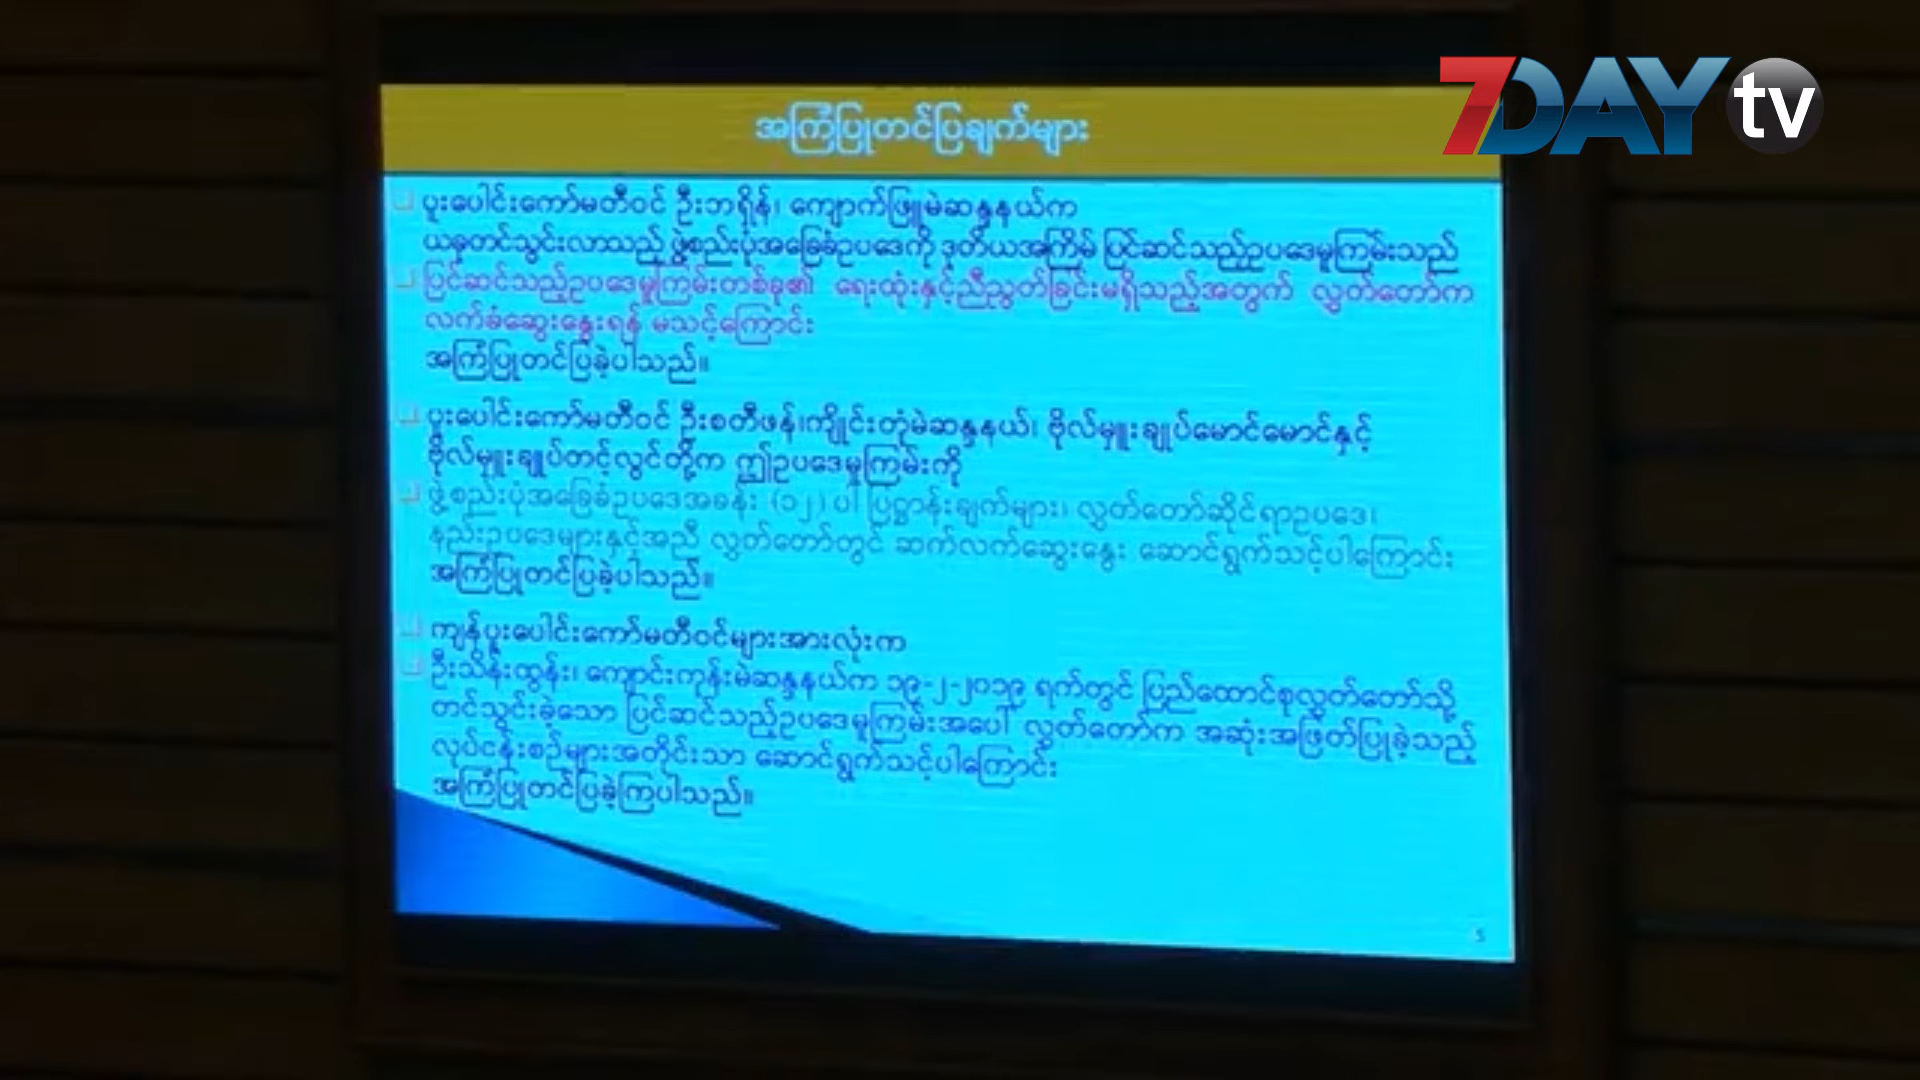 7DAY tv
အကြံပြုတင်ပြချက်များ
ပူးပေါင်းကော်မတီဝင် ဦးဘရှိန်၊ ကျောက်ဖြူမဲဆန္ဒနယ်က
ယခုတင်သွင်းလာသည့် ဖွဲ့စည်းပုံအခြေခံဥပဒေကို ဒုတိယအကြိမ် ပြင်ဆင်သည့်ဥပဒေမူကြမ်းသည်
ပြင်ဆင်သည့်ဥပဒေမူကြမ်းတစ်ခု၏ ရေးထုံးနှင့်ညီညွတ်ခြင်းမရှိသည့်အတွက် လွှတ်တော်က
လက်ခံဆွေးနွေးရန် မသင့်ကြောင်း
အကြံပြုတင်ပြခဲ့ပါသည်။
ပူးပေါင်းကော်မတီဝင် ဦးစတီဖန်၊ကျိုင်းတုံမဲဆန္ဒနယ်၊ ဗိုလ်မှူးချုပ်မောင်မောင်နှင့်
ဗိုလ်မှူးချုပ်တင့်လွင်တို့က ဤဥပဒေမူကြမ်းကို
ဖွဲ့စည်းပုံအခြေခံဥပဒေအခန်း (၁၂) ပါ ပြဋ္ဌာန်းချက်များ၊ လွှတ်တော်ဆိုင်ရာဥပဒေ၊
နည်းဥပဒေများနှင့်အညီ လွှတ်တော်တွင် ဆက်လက်ဆွေးနွေး ဆောင်ရွက်သင့်ပါကြောင်း
အကြံပြုတင်ပြခဲ့ပါသည်။
ကျန်ပူးပေါင်းကော်မတီဝင်များအားလုံးက
ဦးသိန်းထွန်း၊ ကျောင်းကုန်းမဲဆန္ဒနယ်က ၁၉-၂-၂၀၁၉ ရက်တွင် ပြည်ထောင်စုလွှတ်တော်သို့
တင်သွင်းခဲ့သော ပြင်ဆင်သည့်ဥပဒေမူကြမ်းအပေါ် လွှတ်တော်က အဆုံးအဖြတ်ပြုခဲ့သည့်
လုပ်ငန်းစဉ်များအတိုင်းသာ ဆောင်ရွက်သင့်ပါကြောင်း
အကြံပြုတင်ပြခဲ့ကြပါသည်။
5